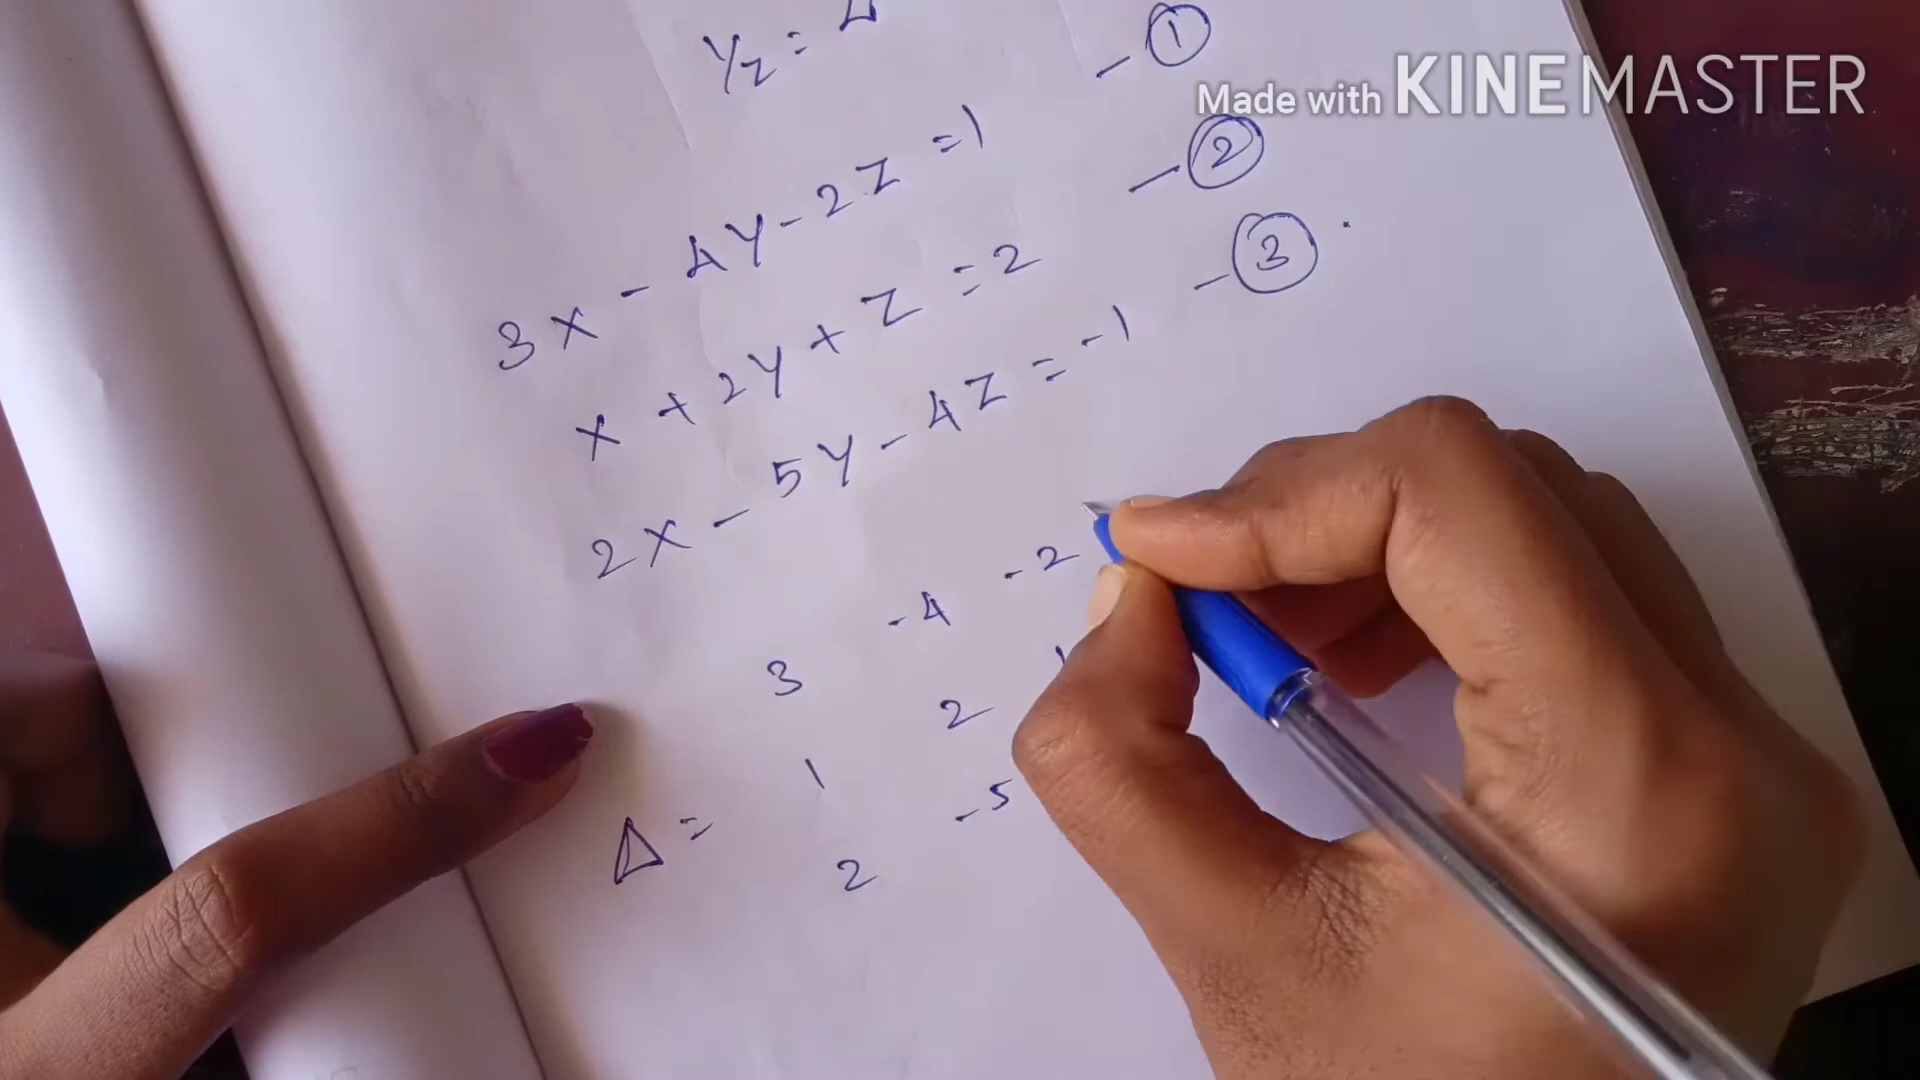 Y/z = Δ
Made with KINEMASTER
3x - 4y - 2z = 1 - ①
x + 2y + z = 2 - ②
2x - 5y - 4z = -1 - ③
3 -4 -2
1 2 1
Δ = 2 -5